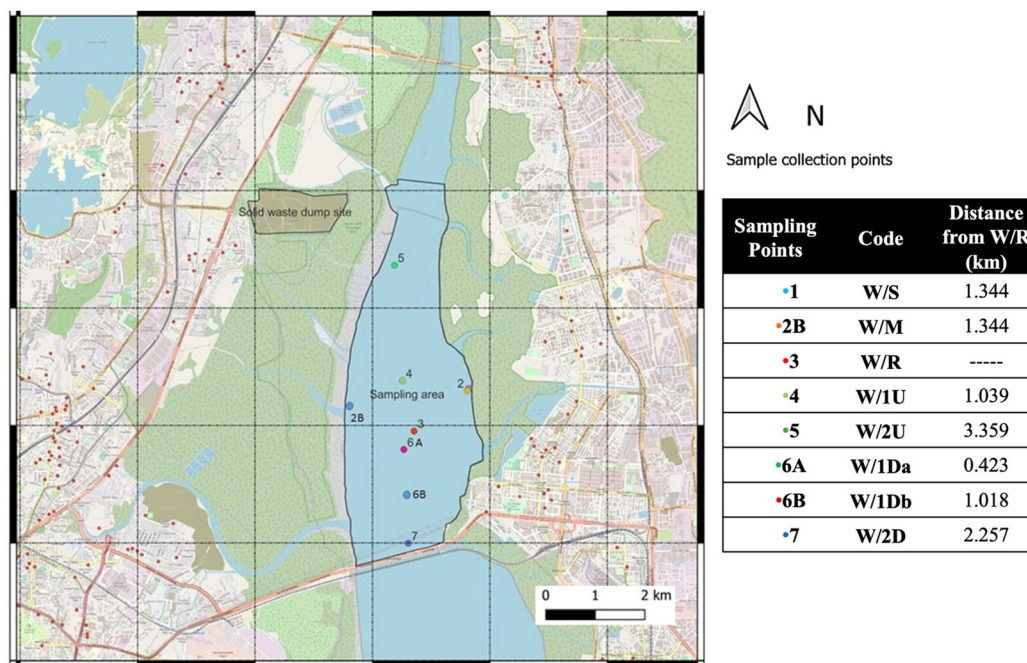 Solid waste dump site
5
4
2
Sampling area
2B
3
6A
6B
7
0 1 2 km
N
Sample collection points
Sampling Points Code Distance from W/R (km)
1 W/S 1.344
2B W/M 1.344
3 W/R -----
4 W/1U 1.039
5 W/2U 3.359
6A W/1Da 0.423
6B W/1Db 1.018
7 W/2D 2.257